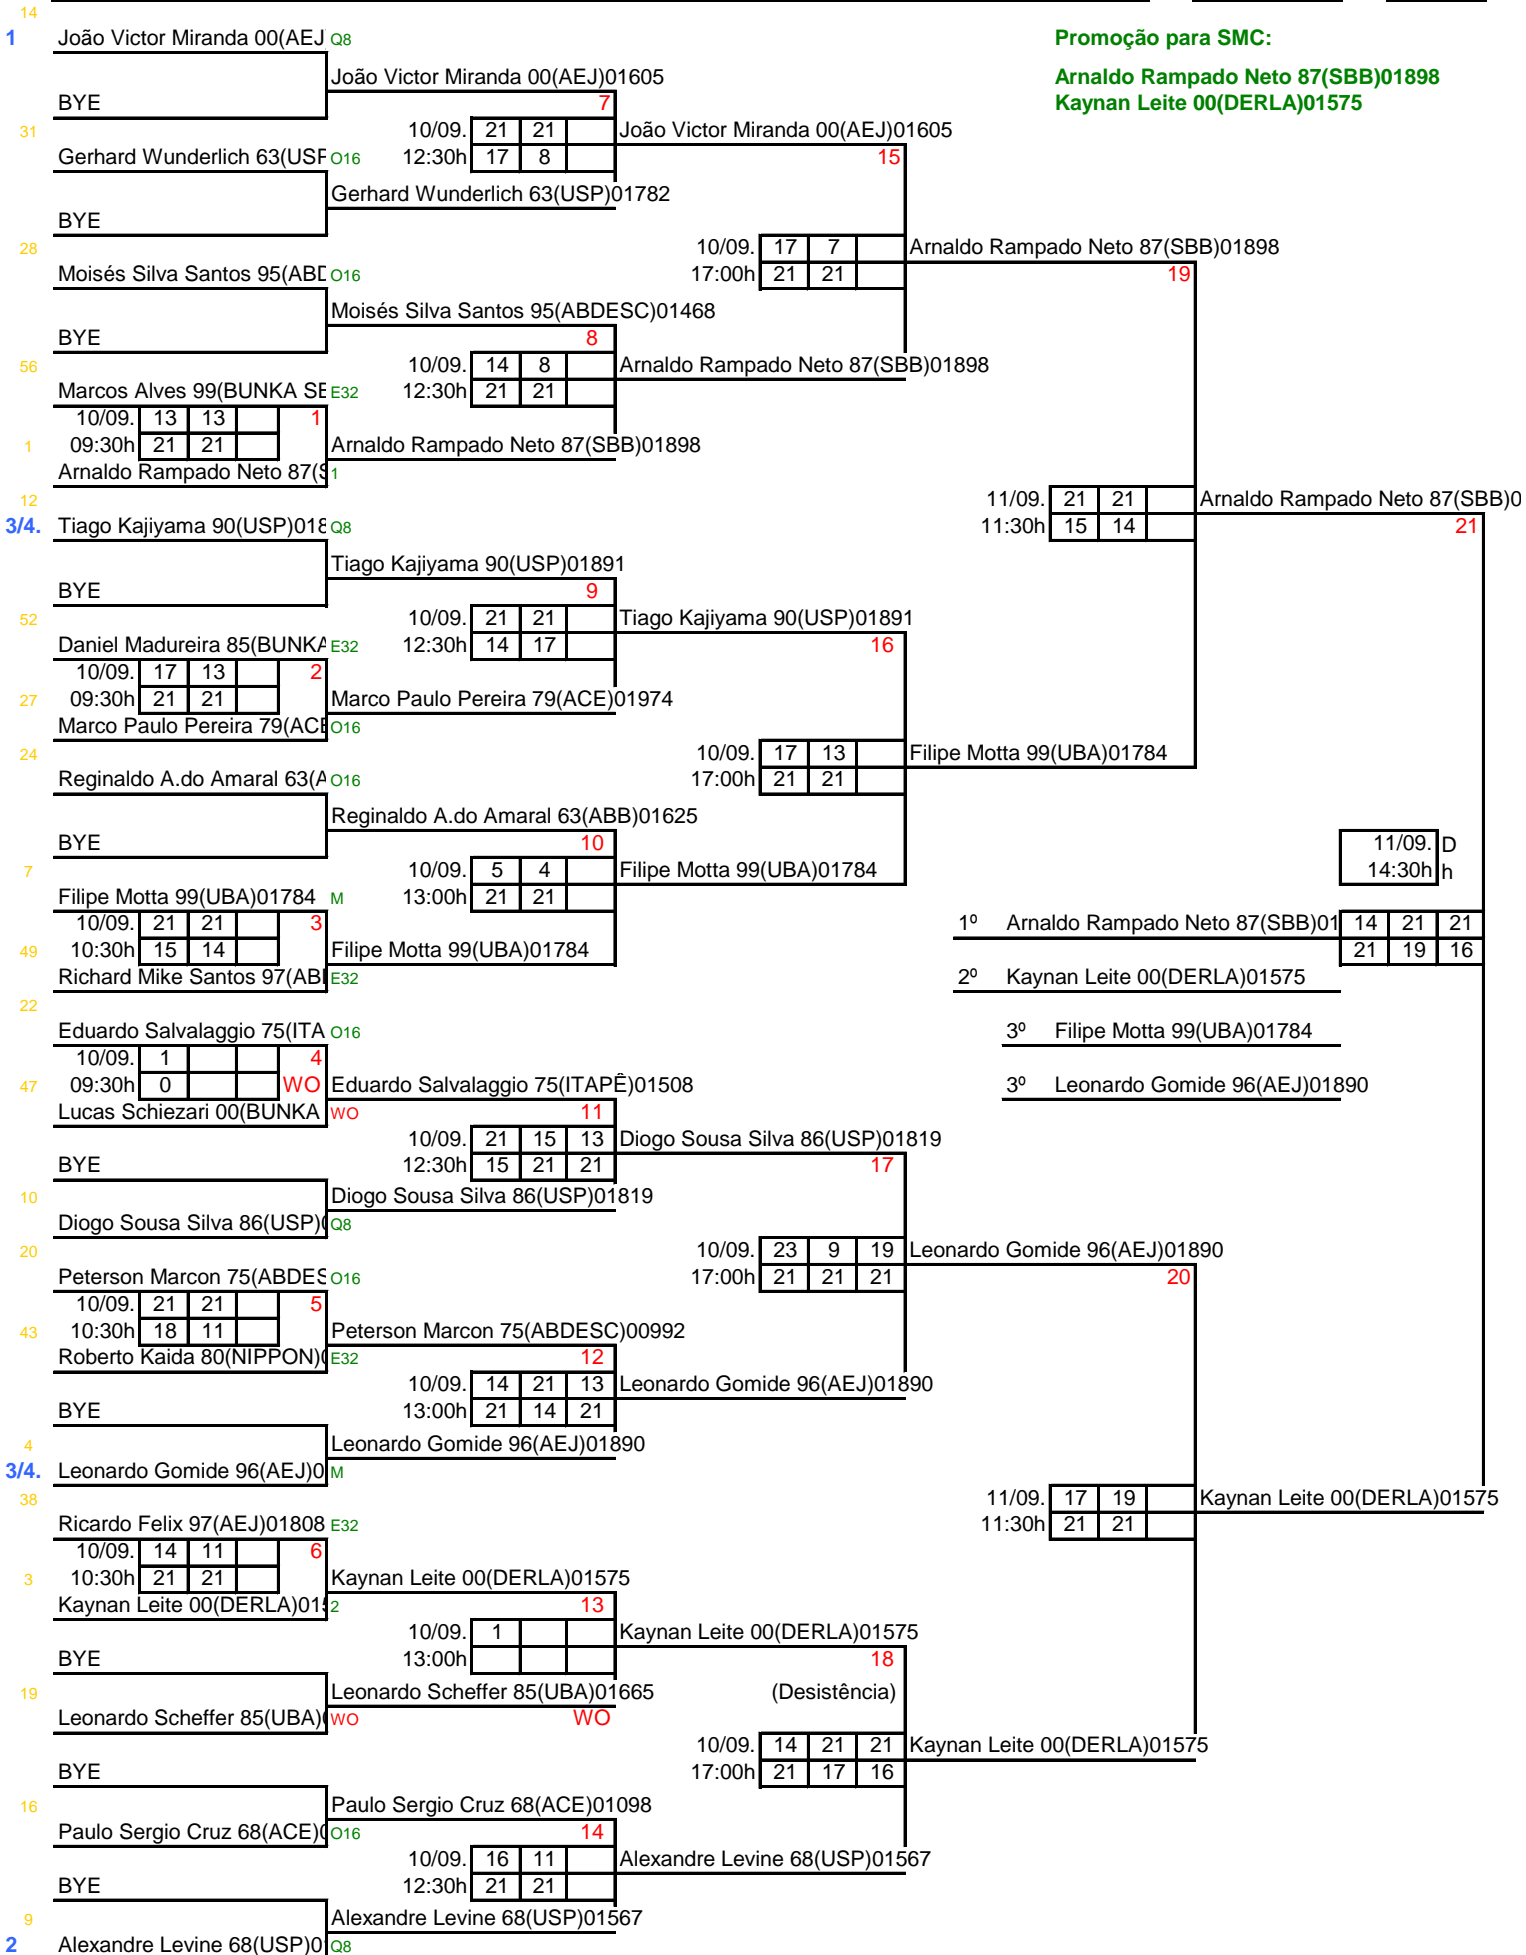 14
1 João Victor Miranda 00(AEJ Q8
Promoção para SMC:
João Victor Miranda 00(AEJ)01605
Arnaldo Rampado Neto 87(SBB)01898
BYE 7
Kaynan Leite 00(DERLA)01575
31 10/09. 21 21 João Victor Miranda 00(AEJ)01605
Gerhard Wunderlich 63(USP O16 12:30h 17 8 15
Gerhard Wunderlich 63(USP)01782
BYE
28 10/09. 17 7 Arnaldo Rampado Neto 87(SBB)01898
Moisés Silva Santos 95(ABD O16 17:00h 21 21 19
Moisés Silva Santos 95(ABDESC)01468
BYE 8
56 10/09. 14 8 Arnaldo Rampado Neto 87(SBB)01898
Marcos Alves 99(BUNKA SE E32 12:30h 21 21
10/09. 13 13 1
1 09:30h 21 21 Arnaldo Rampado Neto 87(SBB)01898
Arnaldo Rampado Neto 87(S 1
12 11/09. 21 21 Arnaldo Rampado Neto 87(SBB)0
3/4. Tiago Kajiyama 90(USP)018 Q8 11:30h 15 14 21
Tiago Kajiyama 90(USP)01891
BYE 9
52 10/09. 21 21 Tiago Kajiyama 90(USP)01891
Daniel Madureira 85(BUNKA E32 12:30h 14 17 16
10/09. 17 13 2
27 09:30h 21 21 Marco Paulo Pereira 79(ACE)01974
Marco Paulo Pereira 79(ACE O16
24 10/09. 17 13 Filipe Motta 99(UBA)01784
Reginaldo A.do Amaral 63(A O16 17:00h 21 21
Reginaldo A.do Amaral 63(ABB)01625
BYE 10 11/09. D
7 10/09. 5 4 Filipe Motta 99(UBA)01784 14:30h h
Filipe Motta 99(UBA)01784 M 13:00h 21 21
10/09. 21 21 3 1º Arnaldo Rampado Neto 87(SBB)01 14 21 21
49 10:30h 15 14 Filipe Motta 99(UBA)01784 21 19 16
Richard Mike Santos 97(ABI E32 2º Kaynan Leite 00(DERLA)01575
22
Eduardo Salvalaggio 75(ITA O16 3º Filipe Motta 99(UBA)01784
10/09. 1 4
47 09:30h 0 WO Eduardo Salvalaggio 75(ITAPÊ)01508 3º Leonardo Gomide 96(AEJ)01890
Lucas Schiezari 00(BUNKA WO 11
10/09. 21 15 13 Diogo Sousa Silva 86(USP)01819
BYE 12:30h 15 21 21 17
10 Diogo Sousa Silva 86(USP)01819
Diogo Sousa Silva 86(USP)0 Q8
20 10/09. 23 9 19 Leonardo Gomide 96(AEJ)01890
Peterson Marcon 75(ABDES O16 17:00h 21 21 21 20
10/09. 21 21 5
43 10:30h 18 11 Peterson Marcon 75(ABDESC)00992
Roberto Kaida 80(NIPPON)0 E32 12
10/09. 14 21 13 Leonardo Gomide 96(AEJ)01890
BYE 13:00h 21 14 21
4 Leonardo Gomide 96(AEJ)01890
3/4. Leonardo Gomide 96(AEJ)0 M
38 11/09. 17 19 Kaynan Leite 00(DERLA)01575
Ricardo Felix 97(AEJ)01808 E32 11:30h 21 21
10/09. 14 11 6
3 10:30h 21 21 Kaynan Leite 00(DERLA)01575
Kaynan Leite 00(DERLA)015 2 13
10/09. 1 Kaynan Leite 00(DERLA)01575
BYE 13:00h 18
19 Leonardo Scheffer 85(UBA)01665 (Desistência)
Leonardo Scheffer 85(UBA)0 WO WO
10/09. 14 21 21 Kaynan Leite 00(DERLA)01575
BYE 17:00h 21 17 16
16 Paulo Sergio Cruz 68(ACE)01098
Paulo Sergio Cruz 68(ACE)0 O16 14
10/09. 16 11 Alexandre Levine 68(USP)01567
BYE 12:30h 21 21
9 Alexandre Levine 68(USP)01567
2 Alexandre Levine 68(USP)0 Q8